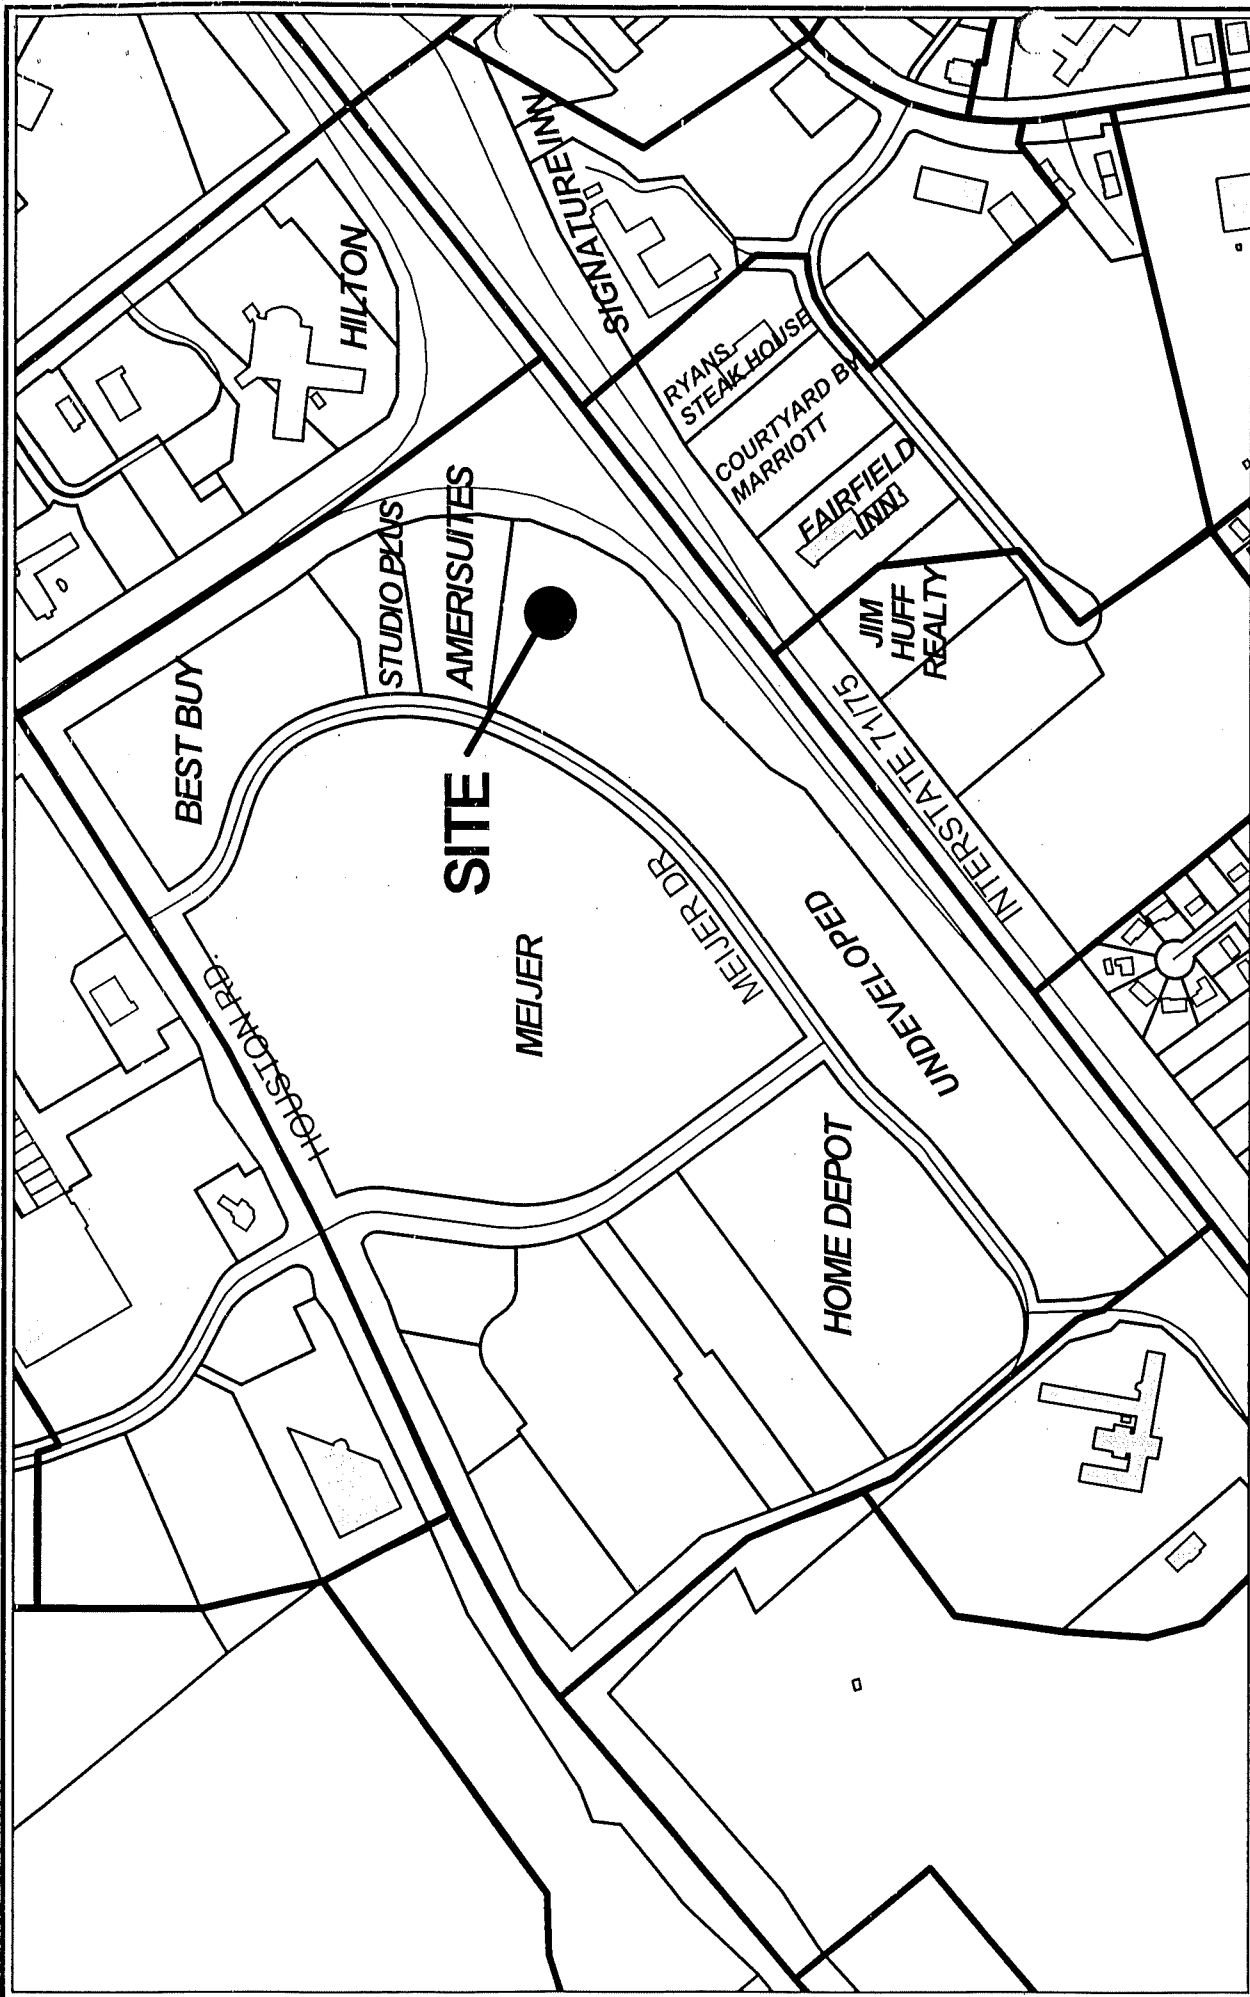 HILTON
SIGNATURE INN
RYANS
STEAK HOUSE
COURTYARD BY
MARRIOTT
FAIRFIELD
INN
JIM
HUFF
REALTY
STUDIO PLUS
AMERISUITES
BEST BUY
SITE
MEIJER
MEIJER DR
HOUSTON RD.
INTERSTATE 71/75
UNDEVELOPED
HOME DEPOT